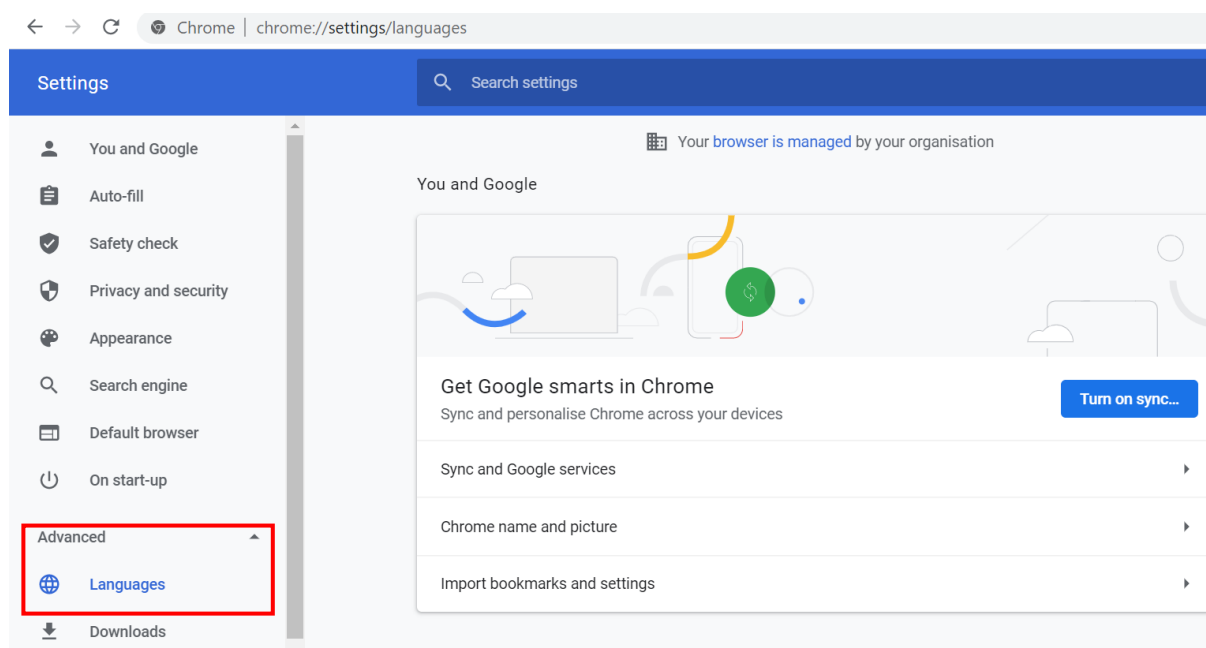 Chrome | chrome://settings/languages
Settings
Search settings
You and Google
Auto-fill
Safety check
Privacy and security
Appearance
Search engine
Default browser
On start-up
Advanced
Languages
Downloads
Your browser is managed by your organisation
You and Google
Get Google smarts in Chrome
Sync and personalise Chrome across your devices
Turn on sync...
Sync and Google services
Chrome name and picture
Import bookmarks and settings